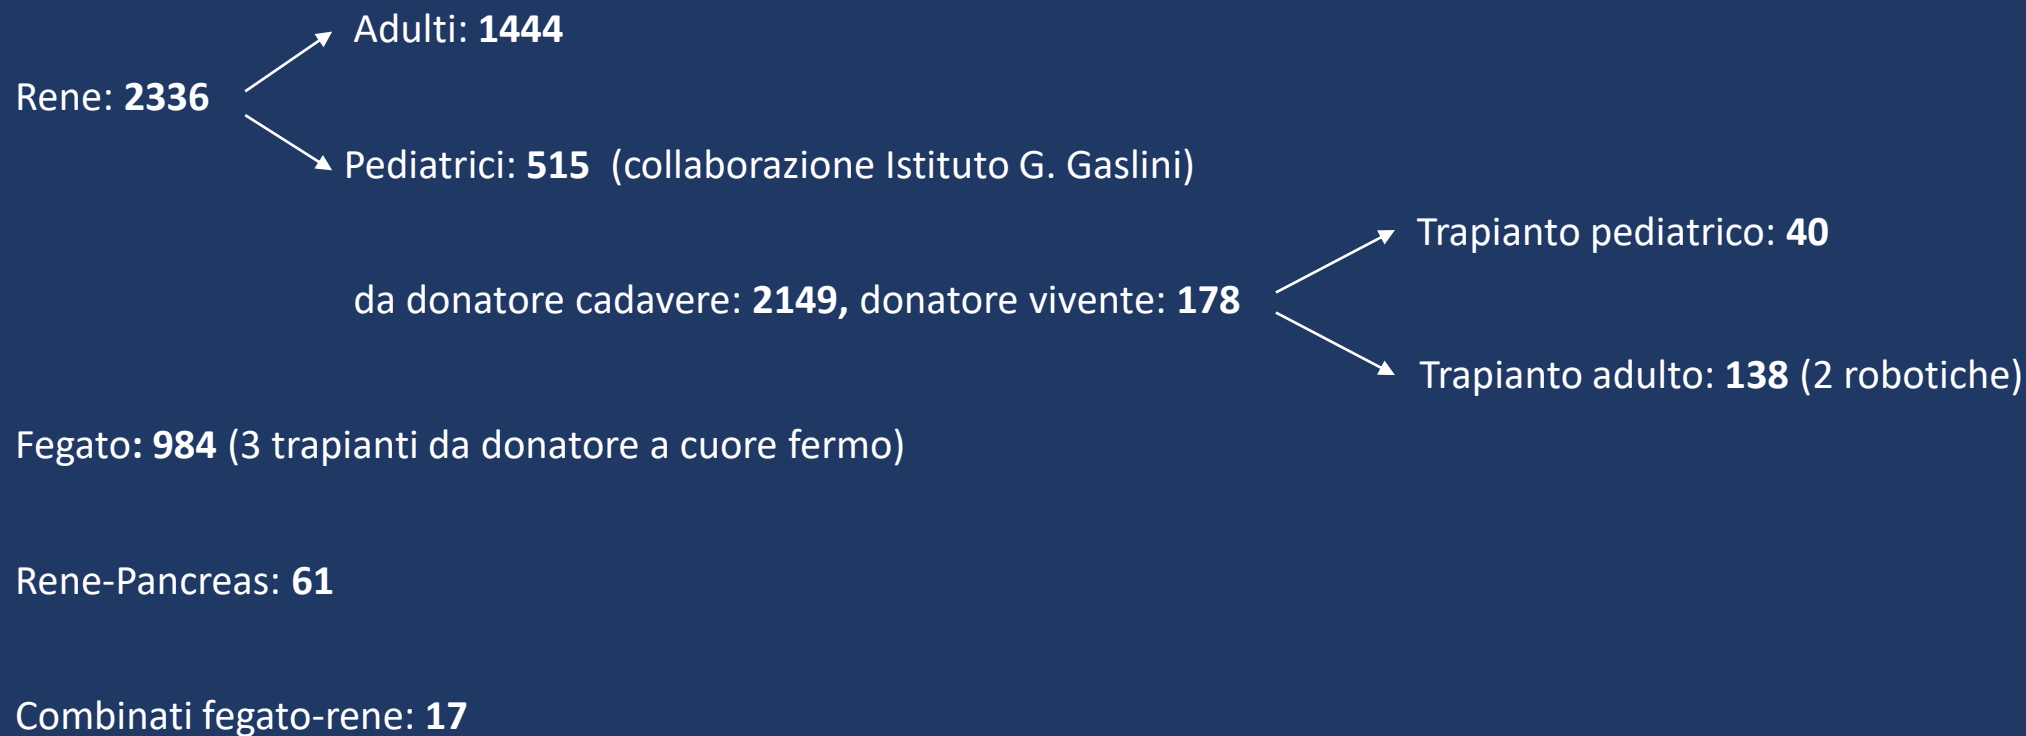 Adulti: 1444
Rene: 2336
Pediatrici: 515 (collaborazione Istituto G. Gaslini)
Trapianto pediatrico: 40
da donatore cadavere: 2149, donatore vivente: 178
Trapianto adulto: 138 (2 robotiche)
Fegato: 984 (3 trapianti da donatore a cuore fermo)
Rene-Pancreas: 61
Combinati fegato-rene: 17